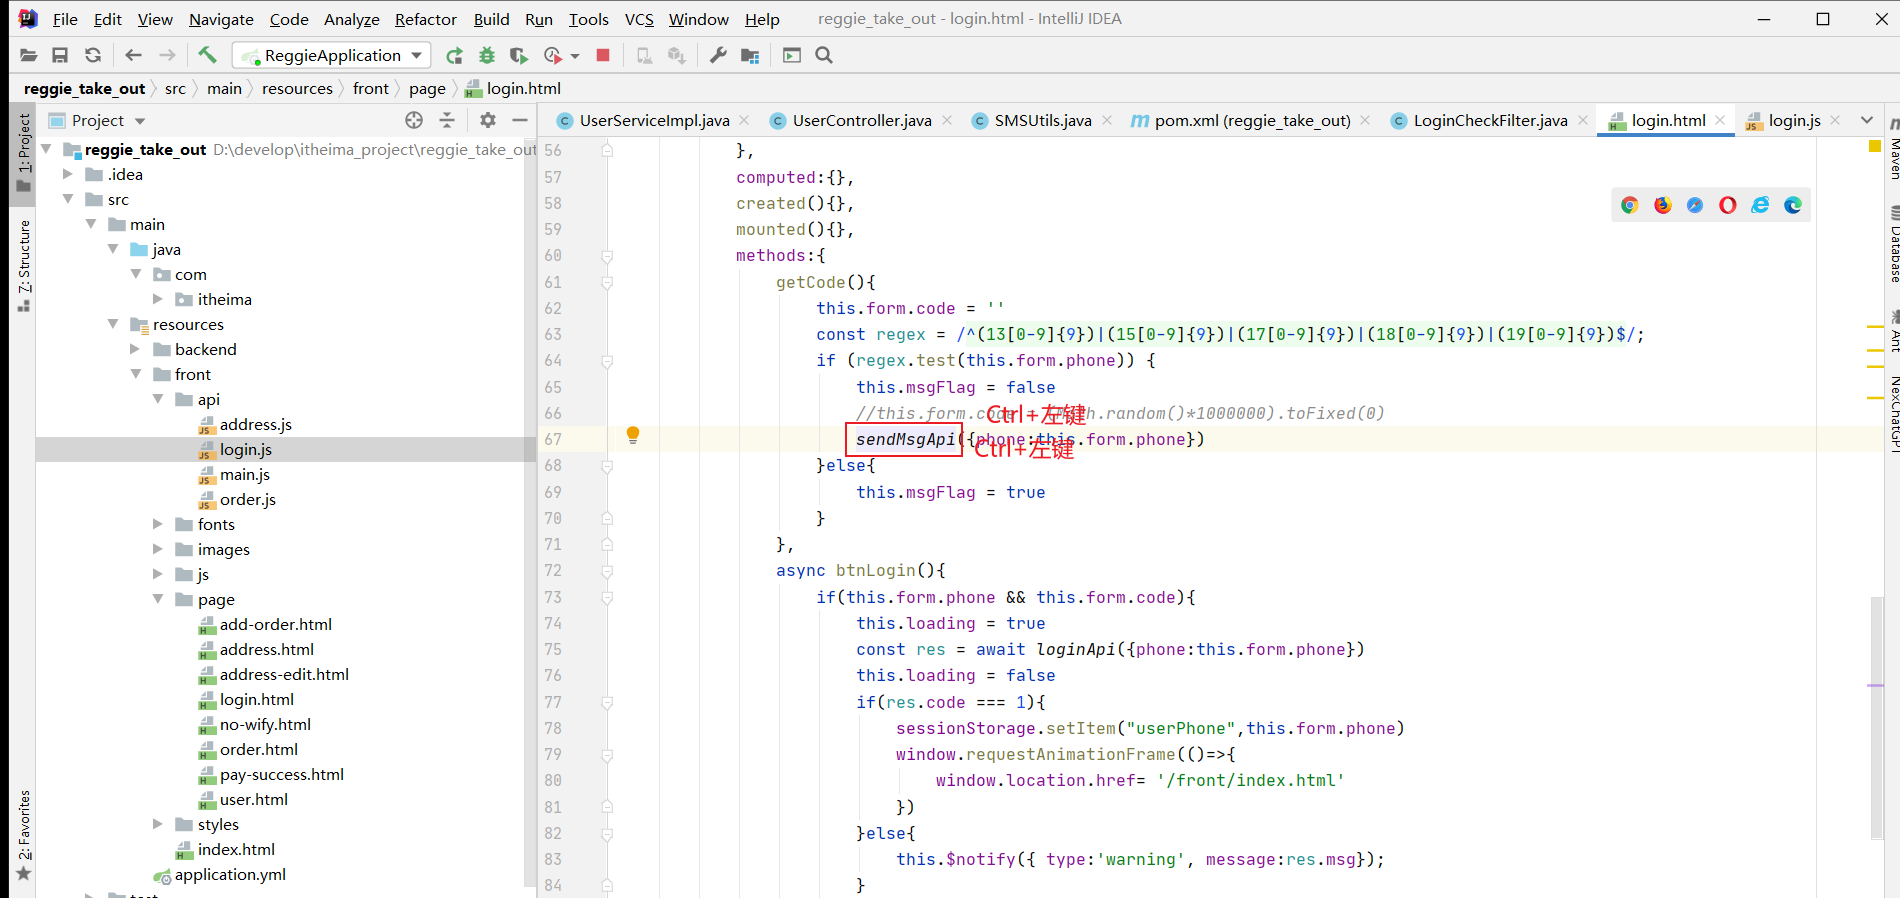 File Edit View Navigate Code Analyze Refactor Build Run Tools VCS Window Help reggie_take_out - login.html - IntelliJ IDEA
ReggieApplication
reggie_take_out src main resources front page login.html
Project
UserServiceImpl.java UserController.java SMSUtils.java pom.xml (reggie_take_out) LoginCheckFilter.java login.html login.js
1: Project
7: Structure
2: Favorites
reggie_take_out D:\develop\itheima_project\reggie_take_out
.idea
src
main
java
com
itheima
resources
backend
front
api
address.js
login.js
main.js
order.js
fonts
images
js
page
add-order.html
address.html
address-edit.html
login.html
no-wify.html
order.html
pay-success.html
user.html
styles
index.html
application.yml
test
56 },
57 computed:{},
58 created(){},
59 mounted(){},
60 methods:{
61 getCode(){
62 this.form.code = ''
63 const regex = /^(13[0-9]{9})|(15[0-9]{9})|(17[0-9]{9})|(18[0-9]{9})|(19[0-9]{9})$/;
64 if (regex.test(this.form.phone)) {
65 this.msgFlag = false
66 //this.form.code = (Math.random()*1000000).toFixed(0)
Ctrl+左键
67 sendMsgApi({phone:this.form.phone})
Ctrl+左键
68 }else{
69 this.msgFlag = true
70 }
71 },
72 async btnLogin(){
73 if(this.form.phone && this.form.code){
74 this.loading = true
75 const res = await loginApi({phone:this.form.phone})
76 this.loading = false
77 if(res.code === 1){
78 sessionStorage.setItem("userPhone",this.form.phone)
79 window.requestAnimationFrame(()=>{
80 window.location.href= '/front/index.html'
81 })
82 }else{
83 this.$notify({ type:'warning', message:res.msg});
84 }
Maven
Database
Ant
NexChatGPT